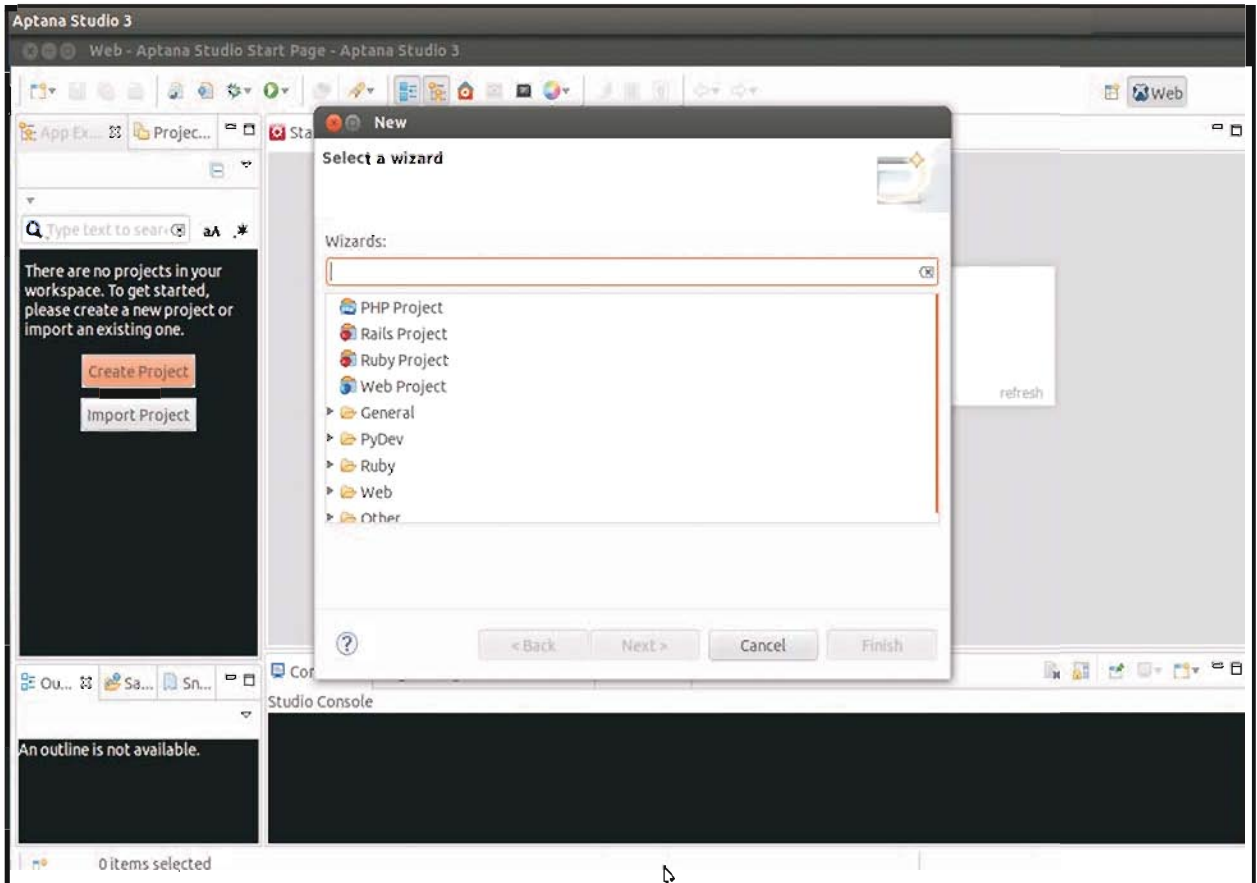 Aptana Studio 3
Web - Aptana Studio Start Page - Aptana Studio 3
Web
App Ex...
Projec...
Sta
New
Select a wizard
Type text to sear
aA .*
Wizards:
There are no projects in your
workspace. To get started,
please create a new project or
import an existing one.
Create Project
Import Project
PHP Project
Rails Project
Ruby Project
Web Project
General
PyDev
Ruby
Web
Other
refresh
?
< Back
Next >
Cancel
Finish
Ou...
Sa...
Sn...
Con
Studio Console
An outline is not available.
0 items selected